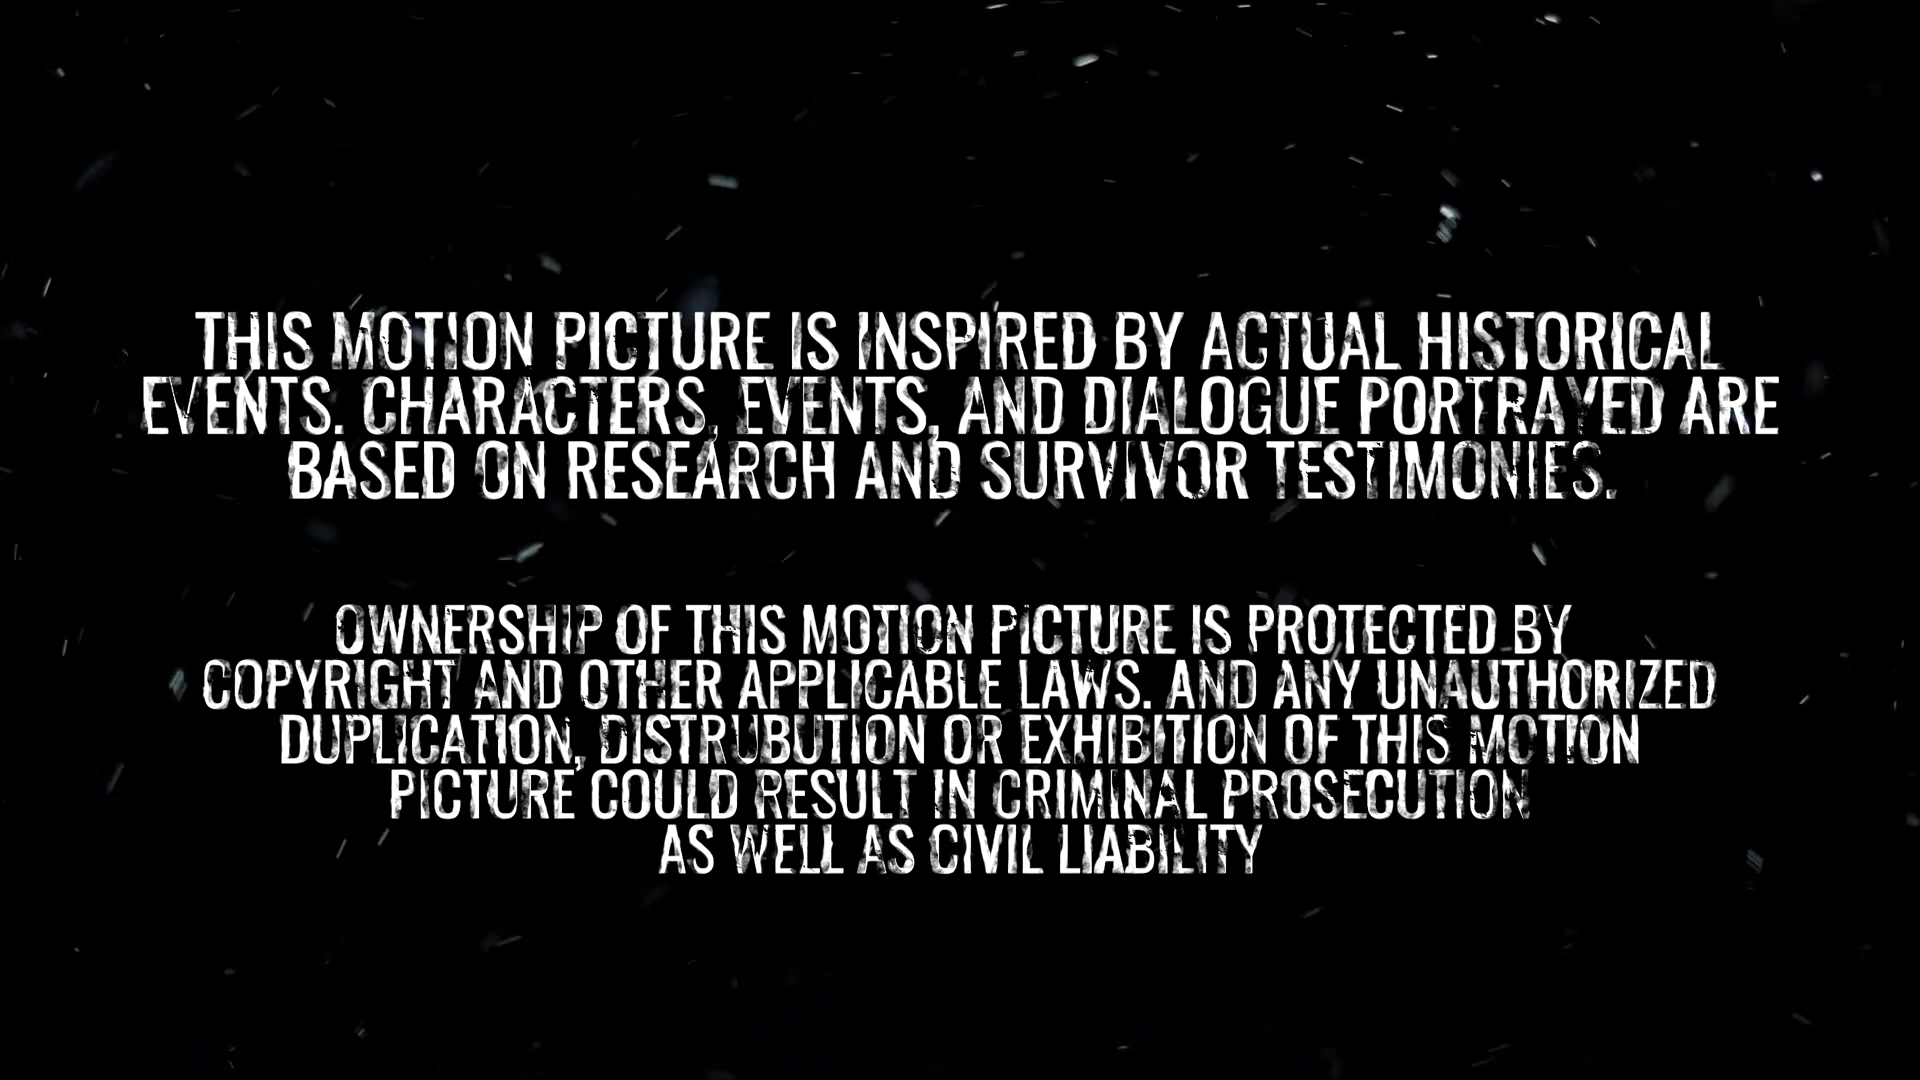 THIS MOTION PICTURE IS INSPIRED BY ACTUAL HISTORICAL
EVENTS. CHARACTERS, EVENTS, AND DIALOGUE PORTRAYED ARE
BASED ON RESEARCH AND SURVIVOR TESTIMONIES.
OWNERSHIP OF THIS MOTION PICTURE IS PROTECTED BY
COPYRIGHT AND OTHER APPLICABLE LAWS. AND ANY UNAUTHORIZED
DUPLICATION, DISTRUBUTION OR EXHIBITION OF THIS MOTION
PICTURE COULD RESULT IN CRIMINAL PROSECUTION
AS WELL AS CIVIL LIABILITY